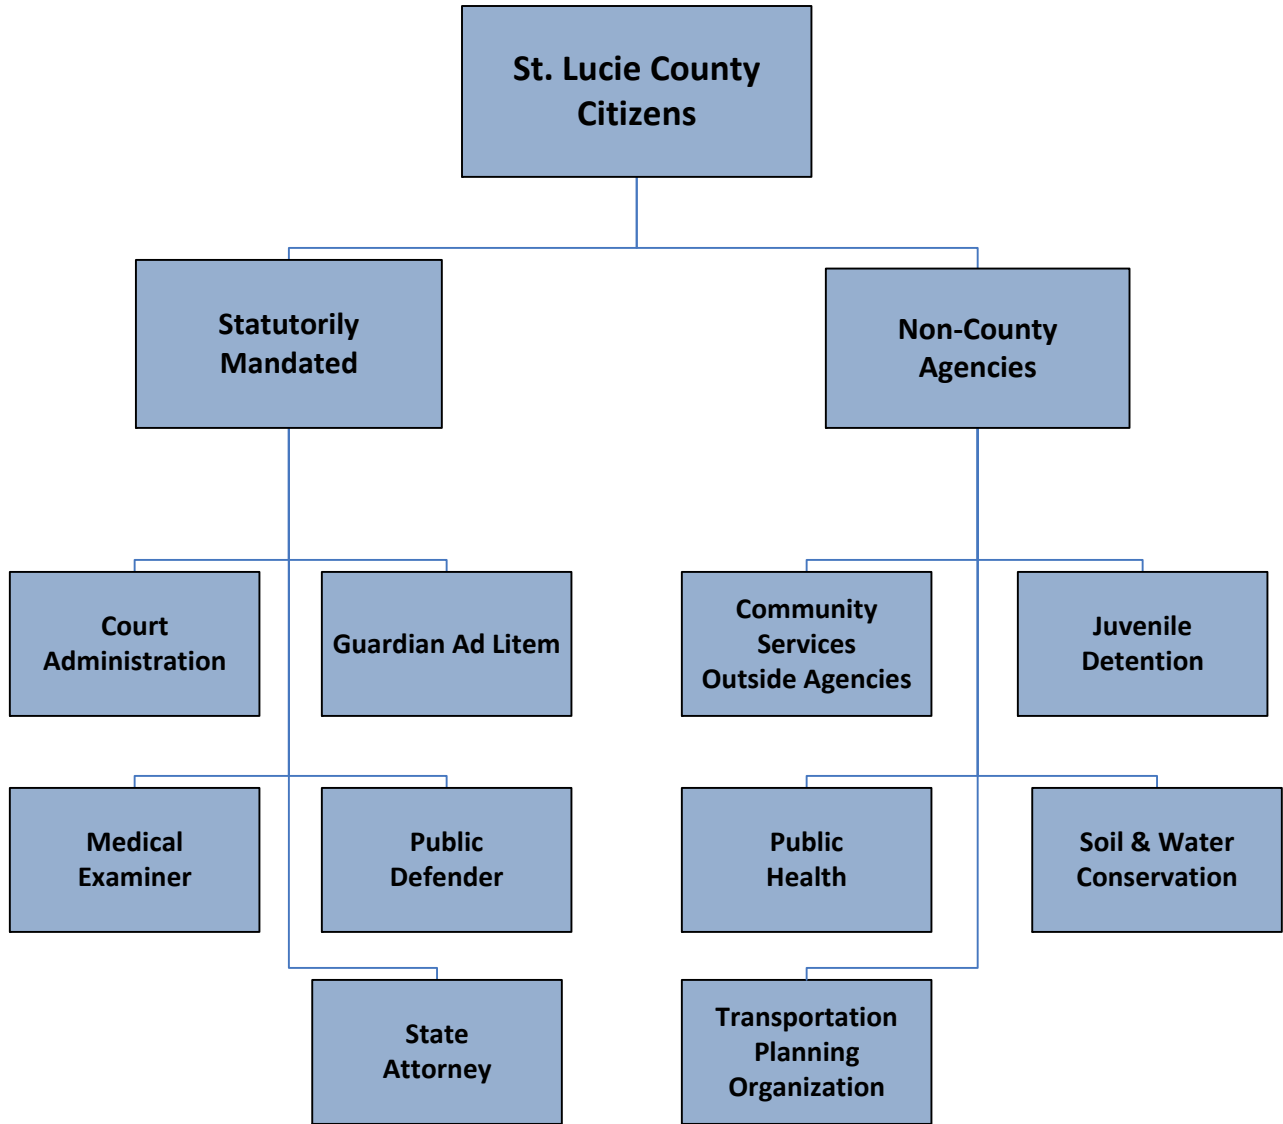 St. Lucie County
Citizens
Statutorily
Mandated
Non-County
Agencies
Court
Administration
Guardian Ad Litem
Community
Services
Outside Agencies
Juvenile
Detention
Medical
Examiner
Public
Defender
Public
Health
Soil & Water
Conservation
State
Attorney
Transportation
Planning
Organization